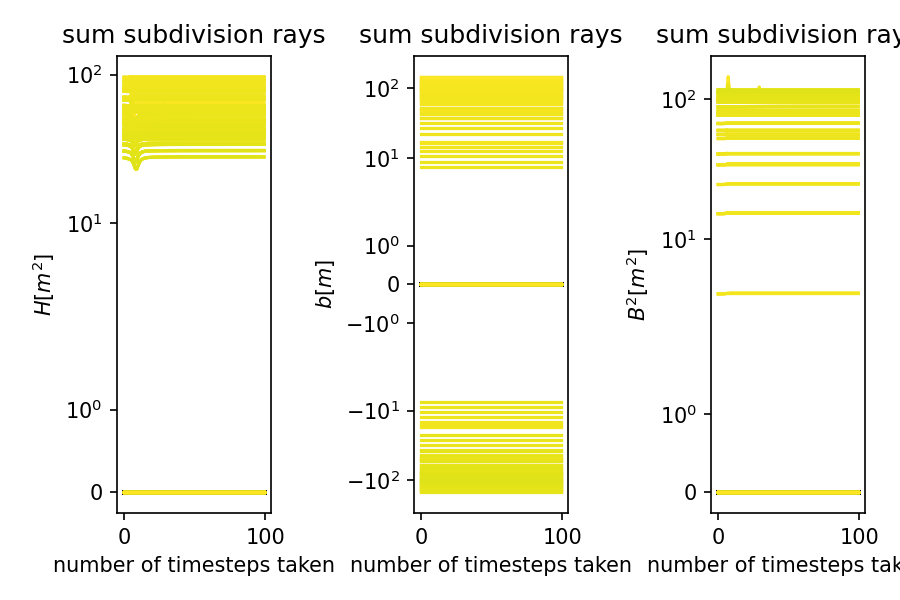 sum subdivision rays
10²
10¹
10⁰
0
H[m²]
0 100
number of timesteps taken
sum subdivision rays
10²
10¹
10⁰
0
−10⁰
−10¹
−10²
b[m]
0 100
number of timesteps taken
sum subdivision ray
10²
10¹
10⁰
0
B²[m²]
0 100
number of timesteps tak